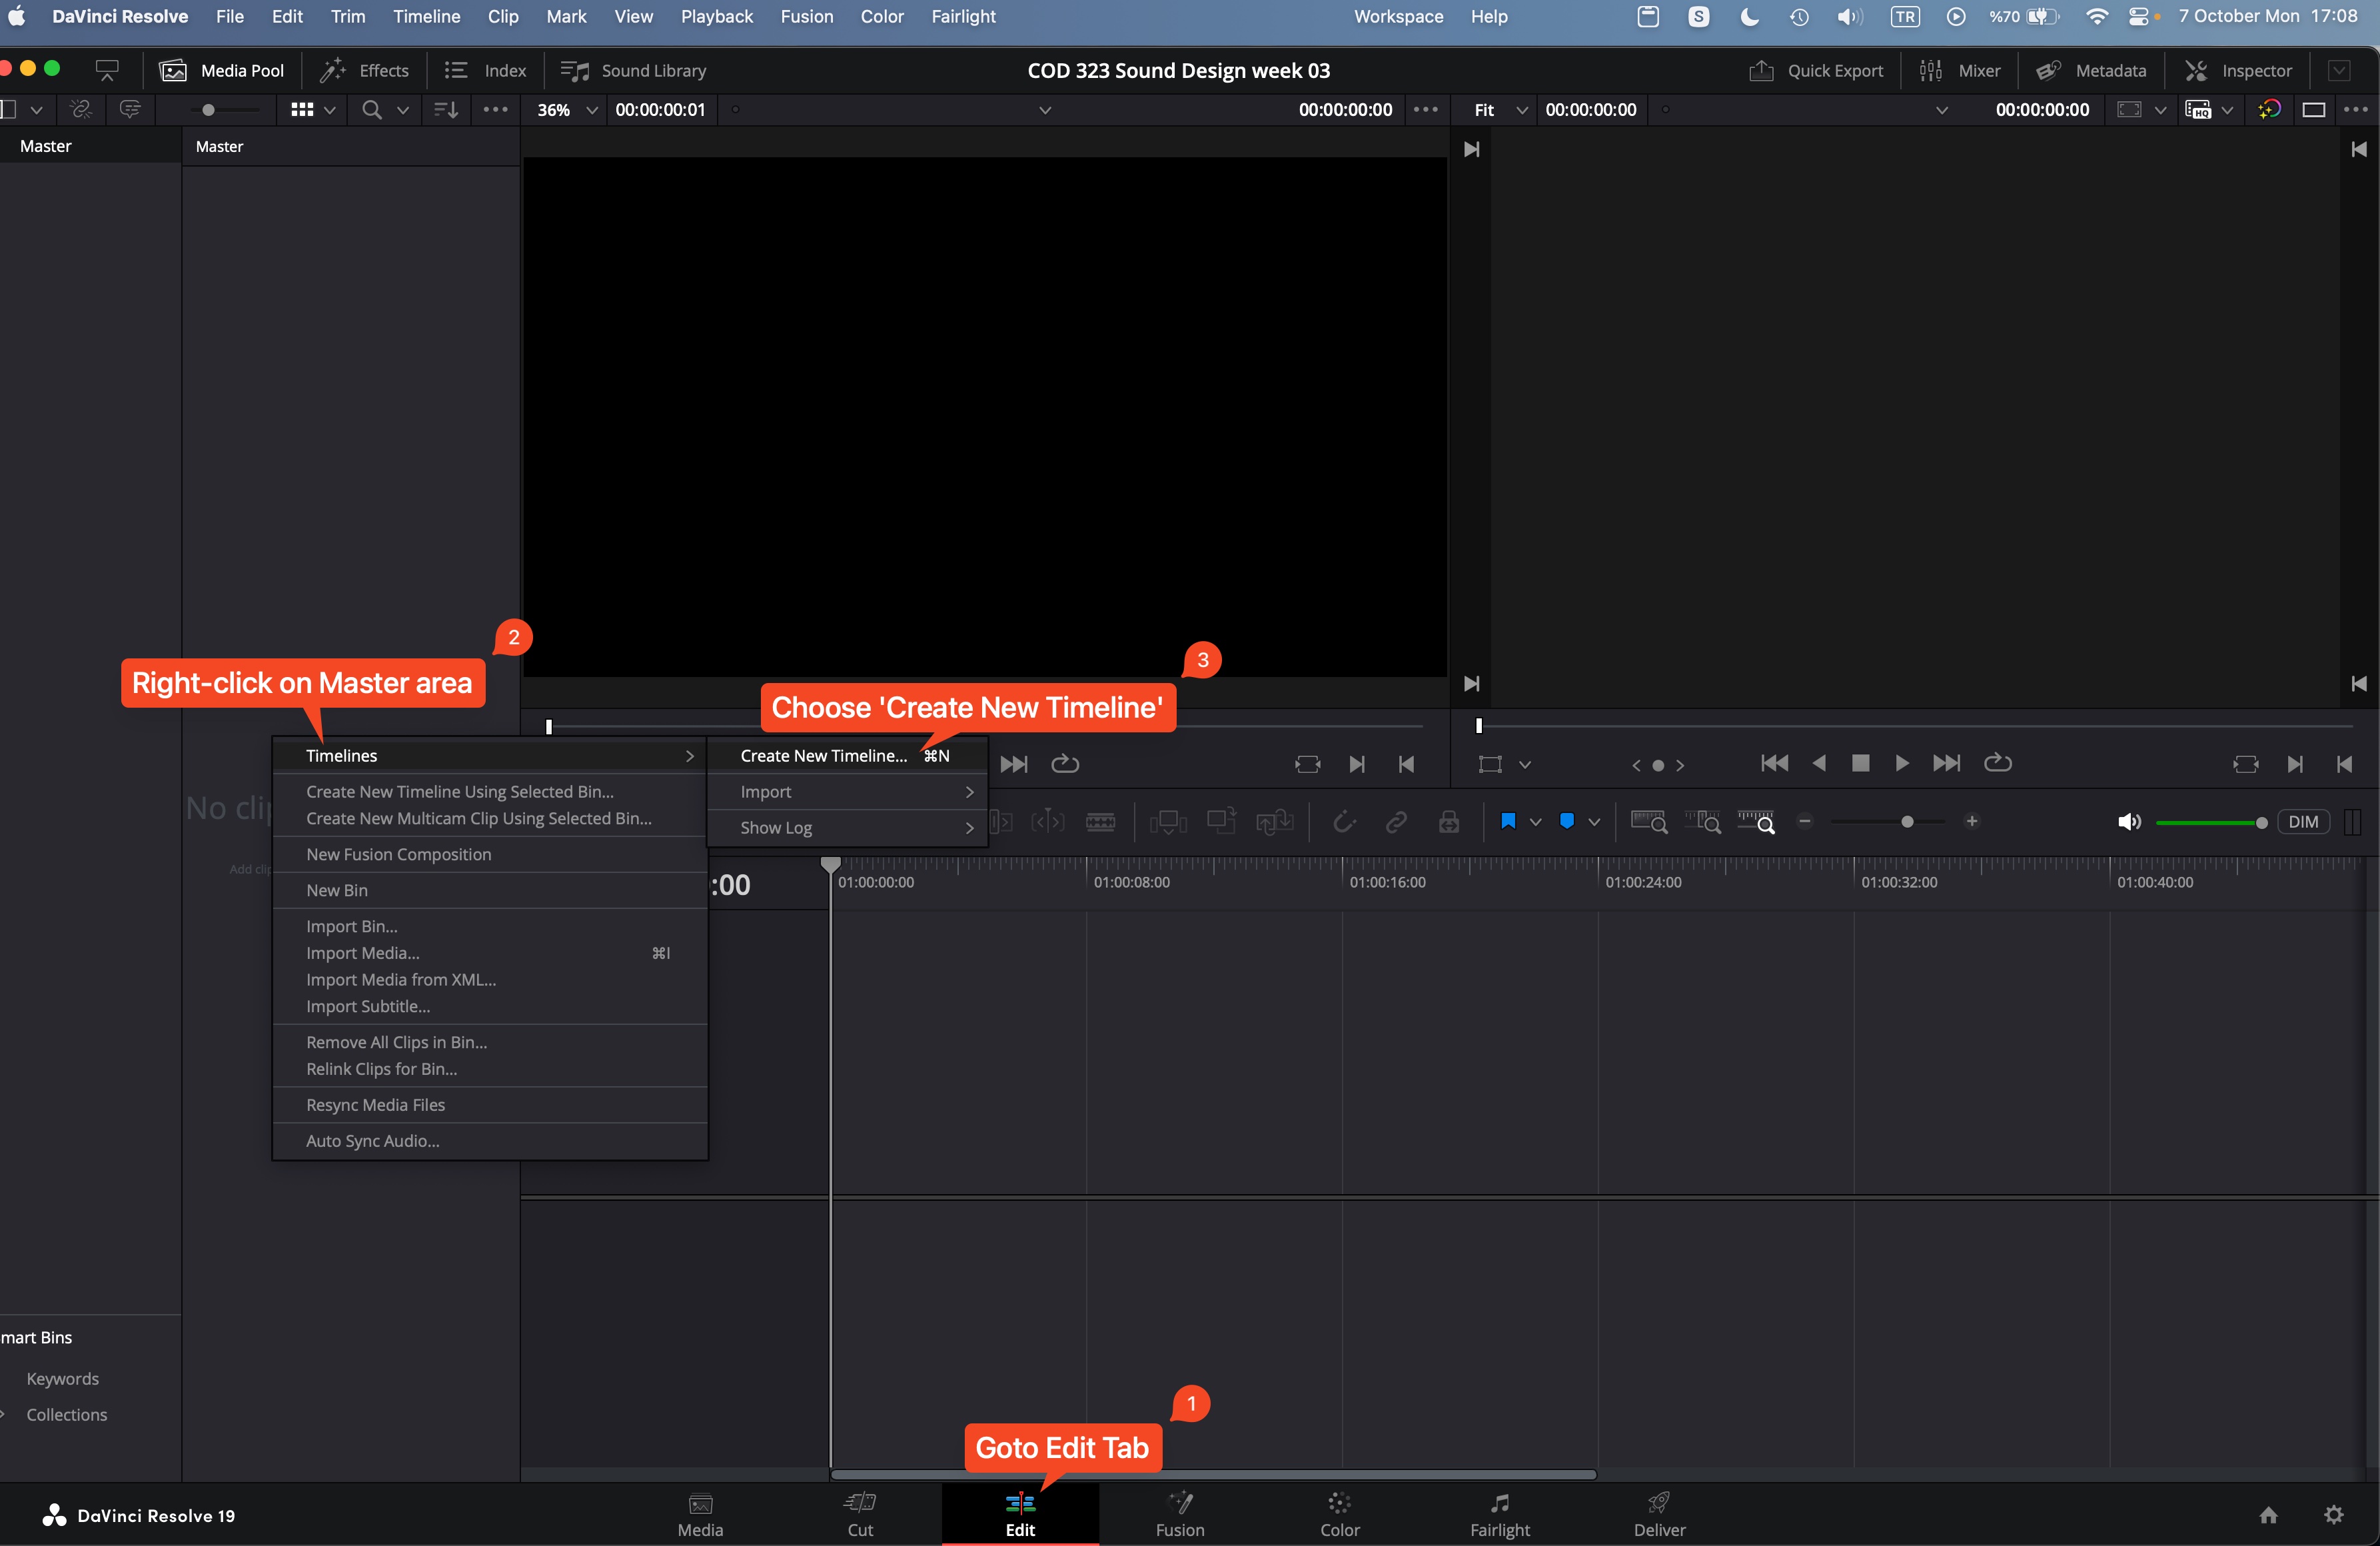 DaVinci Resolve File Edit Trim Timeline Clip Mark View Playback Fusion Color Fairlight Workspace Help S TR %70 7 October Mon 17:08
Media Pool Effects Index Sound Library COD 323 Sound Design week 03 Quick Export Mixer Metadata Inspector
36% 00:00:00:01 00:00:00:00 Fit 00:00:00:00 00:00:00:00 HQ
Master Master
2
3
Right-click on Master area
Choose 'Create New Timeline'
Timelines
Create New Timeline... ⌘N
Create New Timeline Using Selected Bin...
Import
Create New Multicam Clip Using Selected Bin...
Show Log
No cli
DIM
New Fusion Composition
Add clip
New Bin
:00
01:00:00:00 01:00:08:00 01:00:16:00 01:00:24:00 01:00:32:00 01:00:40:00
Import Bin...
Import Media... ⌘I
Import Media from XML...
Import Subtitle...
Remove All Clips in Bin...
Relink Clips for Bin...
Resync Media Files
Auto Sync Audio...
mart Bins
Keywords
Collections
1
Goto Edit Tab
DaVinci Resolve 19
Media Cut Edit Fusion Color Fairlight Deliver